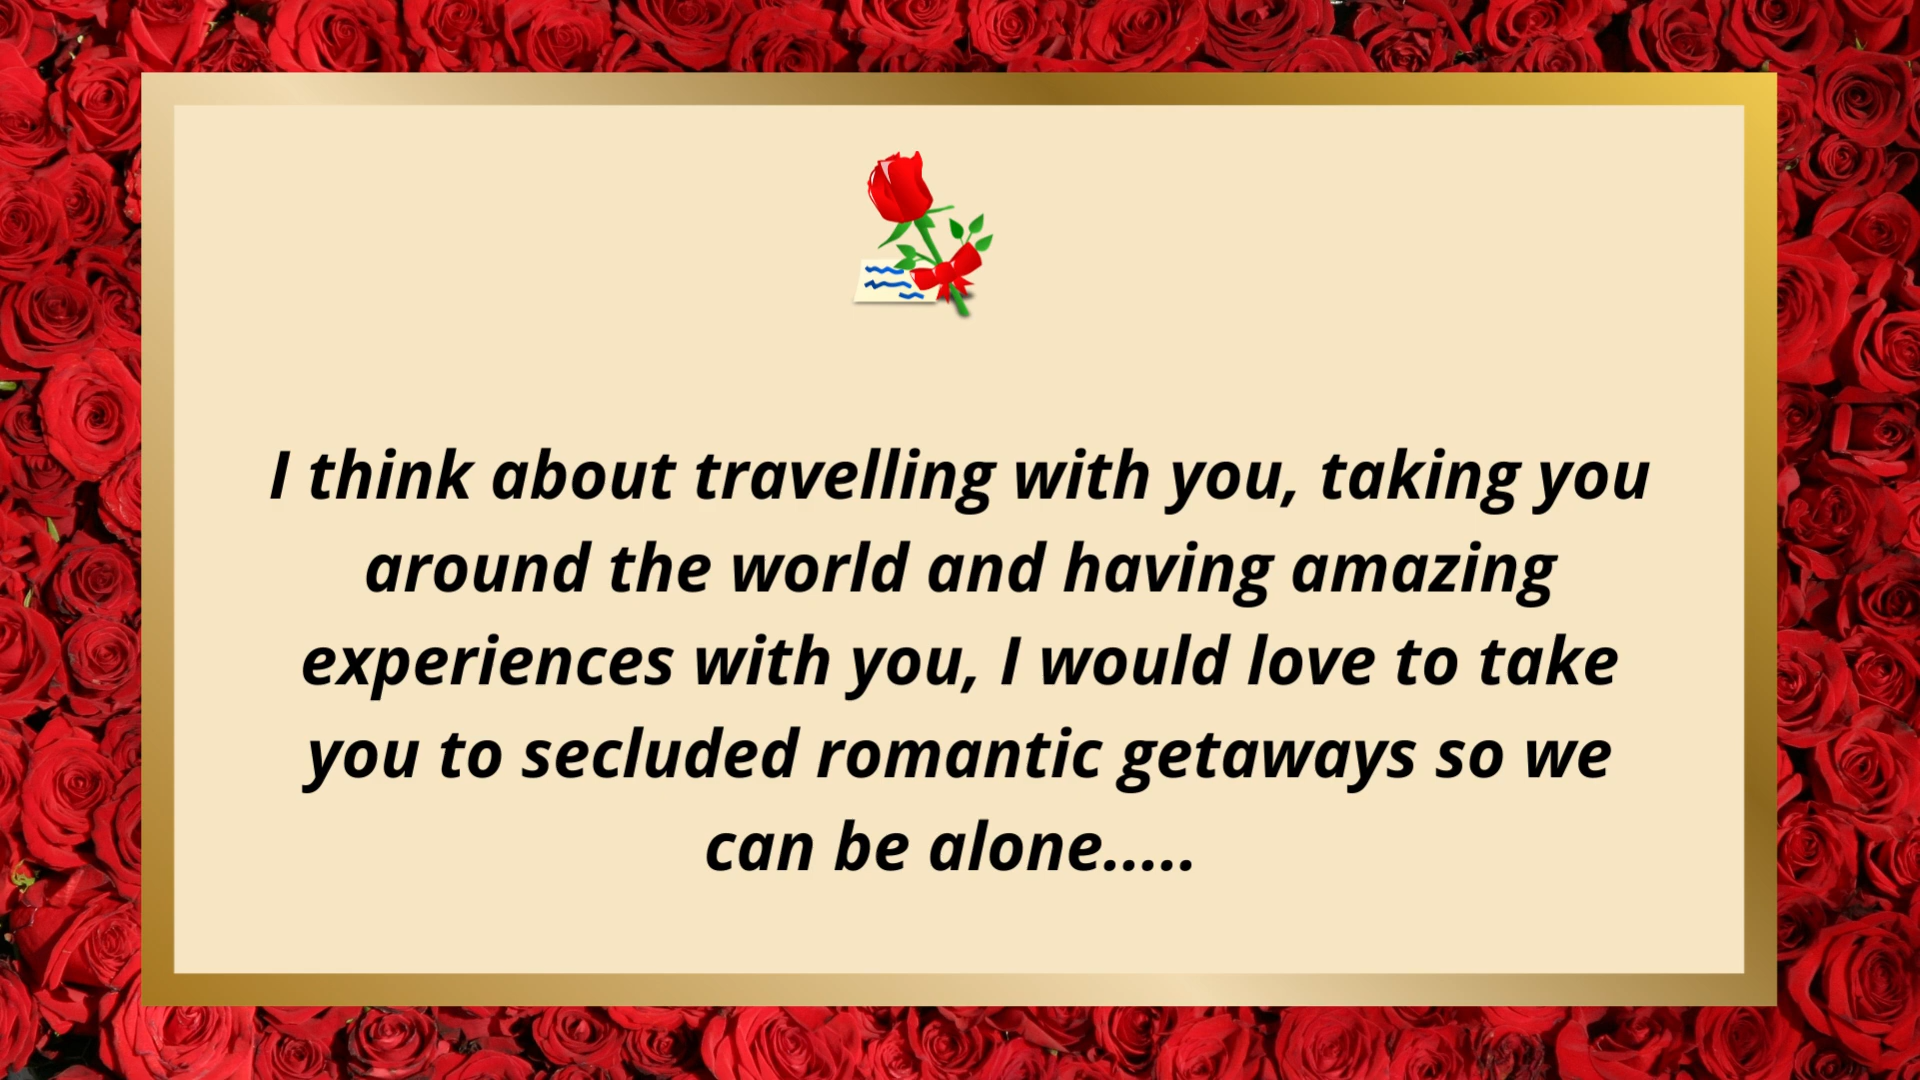 I think about travelling with you, taking you
around the world and having amazing
experiences with you, I would love to take
you to secluded romantic getaways so we
can be alone.....